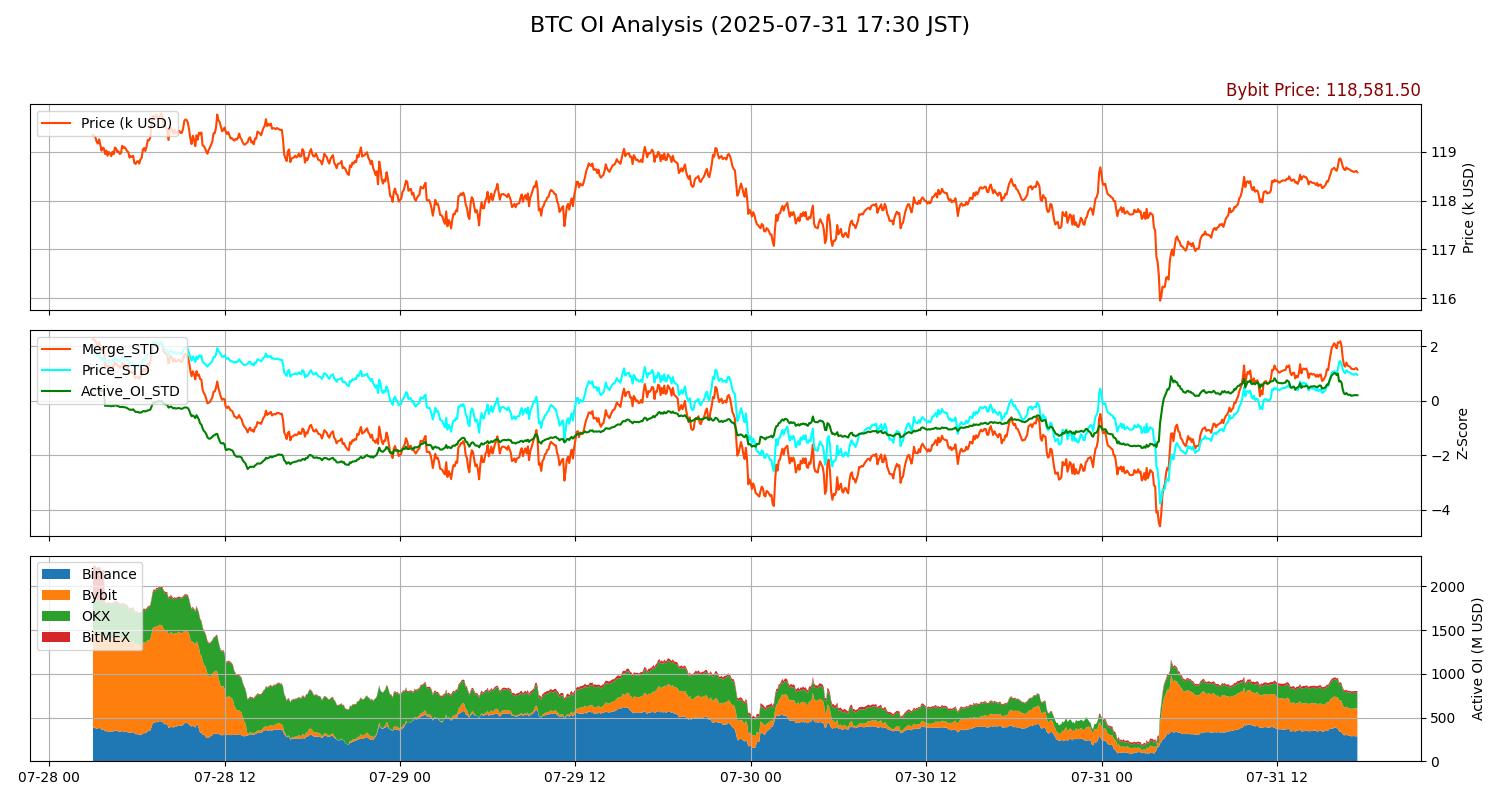 BTC OI Analysis (2025-07-31 17:30 JST)
Bybit Price: 118,581.50
Price (k USD)
119
118
117
116
Price (k USD)
Merge_STD
Price_STD
Active_OI_STD
2
0
−2
−4
Z-Score
Binance
Bybit
OKX
BitMEX
2000
1500
1000
500
0
Active OI (M USD)
07-28 00
07-28 12
07-29 00
07-29 12
07-30 00
07-30 12
07-31 00
07-31 12